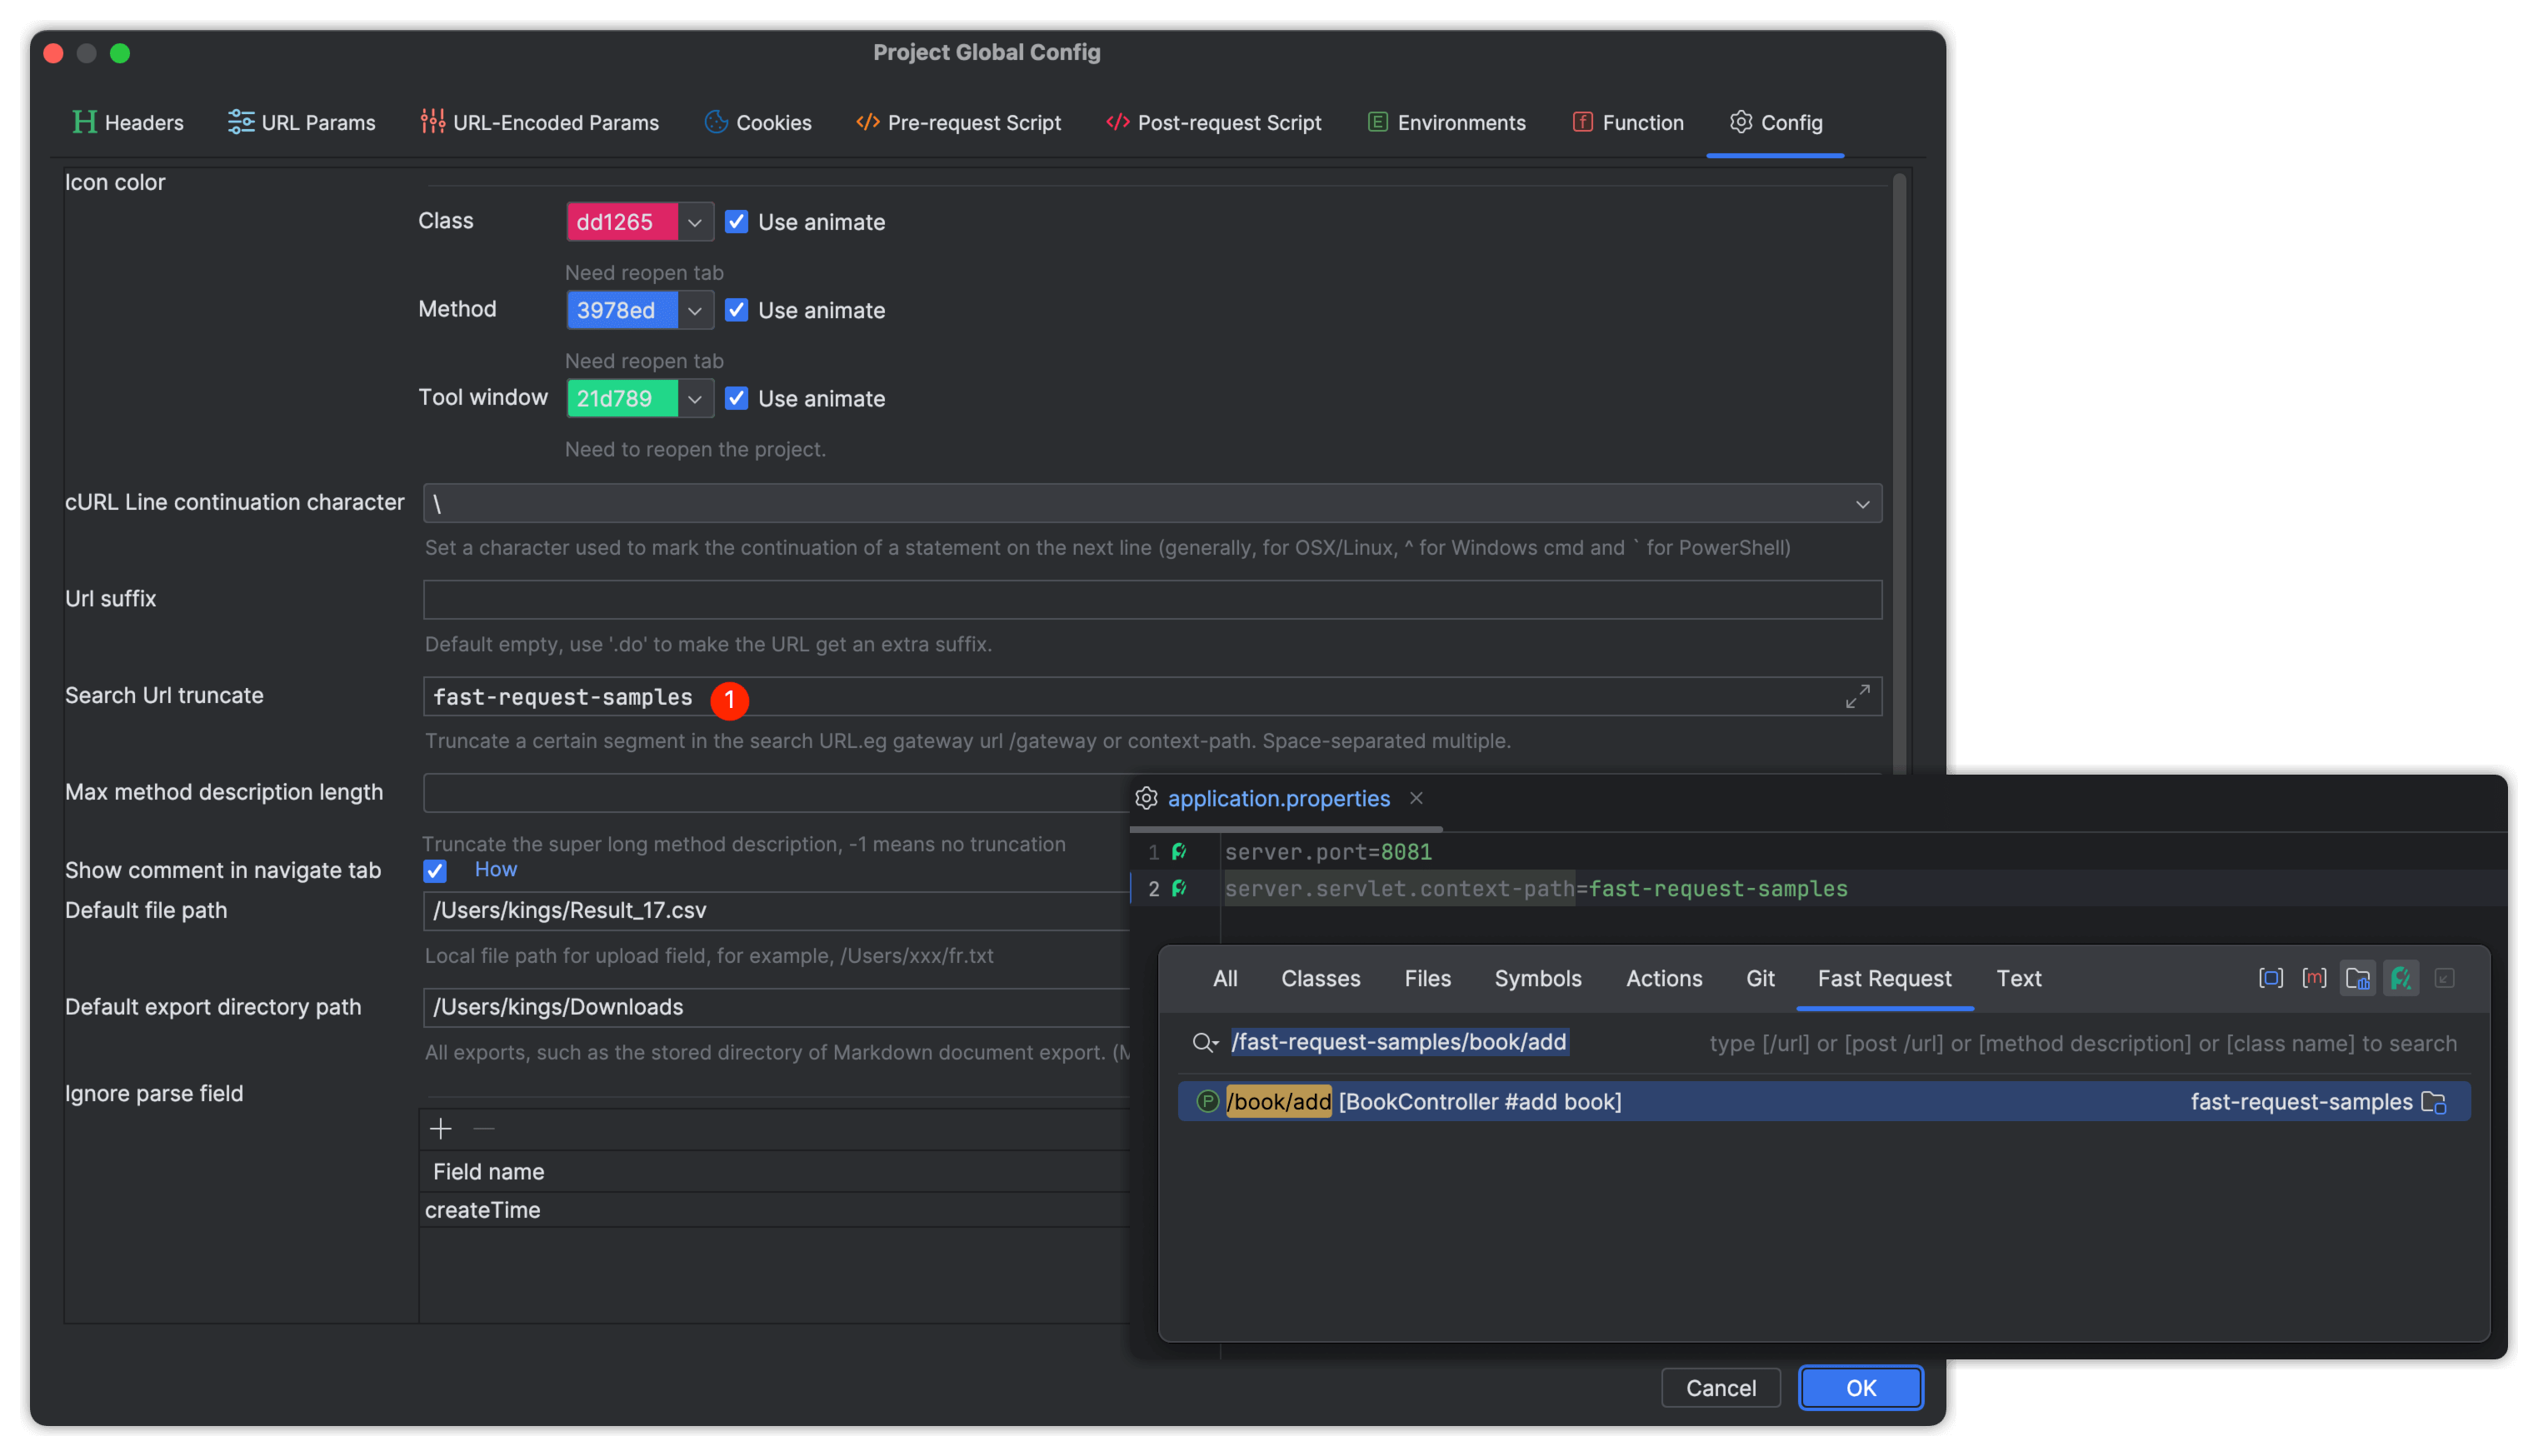 Project Global Config
Headers URL Params URL-Encoded Params Cookies Pre-request Script Post-request Script Environments Function Config
Icon color
Class dd1265 Use animate
Need reopen tab
Method 3978ed Use animate
Need reopen tab
Tool window 21d789 Use animate
Need to reopen the project.
cURL Line continuation character \
Set a character used to mark the continuation of a statement on the next line (generally, for OSX/Linux, ^ for Windows cmd and ` for PowerShell)
Url suffix
Default empty, use '.do' to make the URL get an extra suffix.
Search Url truncate fast-request-samples 1
Truncate a certain segment in the search URL.eg gateway url /gateway or context-path. Space-separated multiple.
Max method description length
Truncate the super long method description, -1 means no truncation
Show comment in navigate tab How
Default file path /Users/kings/Result_17.csv
Local file path for upload field, for example, /Users/xxx/fr.txt
Default export directory path /Users/kings/Downloads
All exports, such as the stored directory of Markdown document export. (M
Ignore parse field
Field name
createTime
application.properties
1 server.port=8081
2 server.servlet.context-path=fast-request-samples
All Classes Files Symbols Actions Git Fast Request Text
/fast-request-samples/book/add type [/url] or [post /url] or [method description] or [class name] to search
P /book/add [BookController #add book] fast-request-samples
Cancel OK